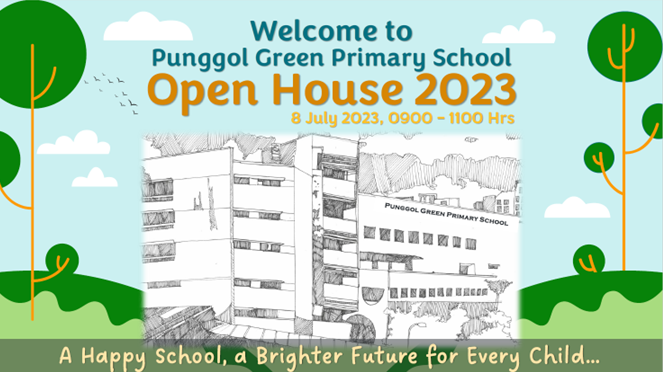 Welcome to
Punggol Green Primary School
Open House 2023
8 July 2023, 0900 - 1100 Hrs
PUNGGOL GREEN PRIMARY SCHOOL
A Happy School, a Brighter Future for Every Child...